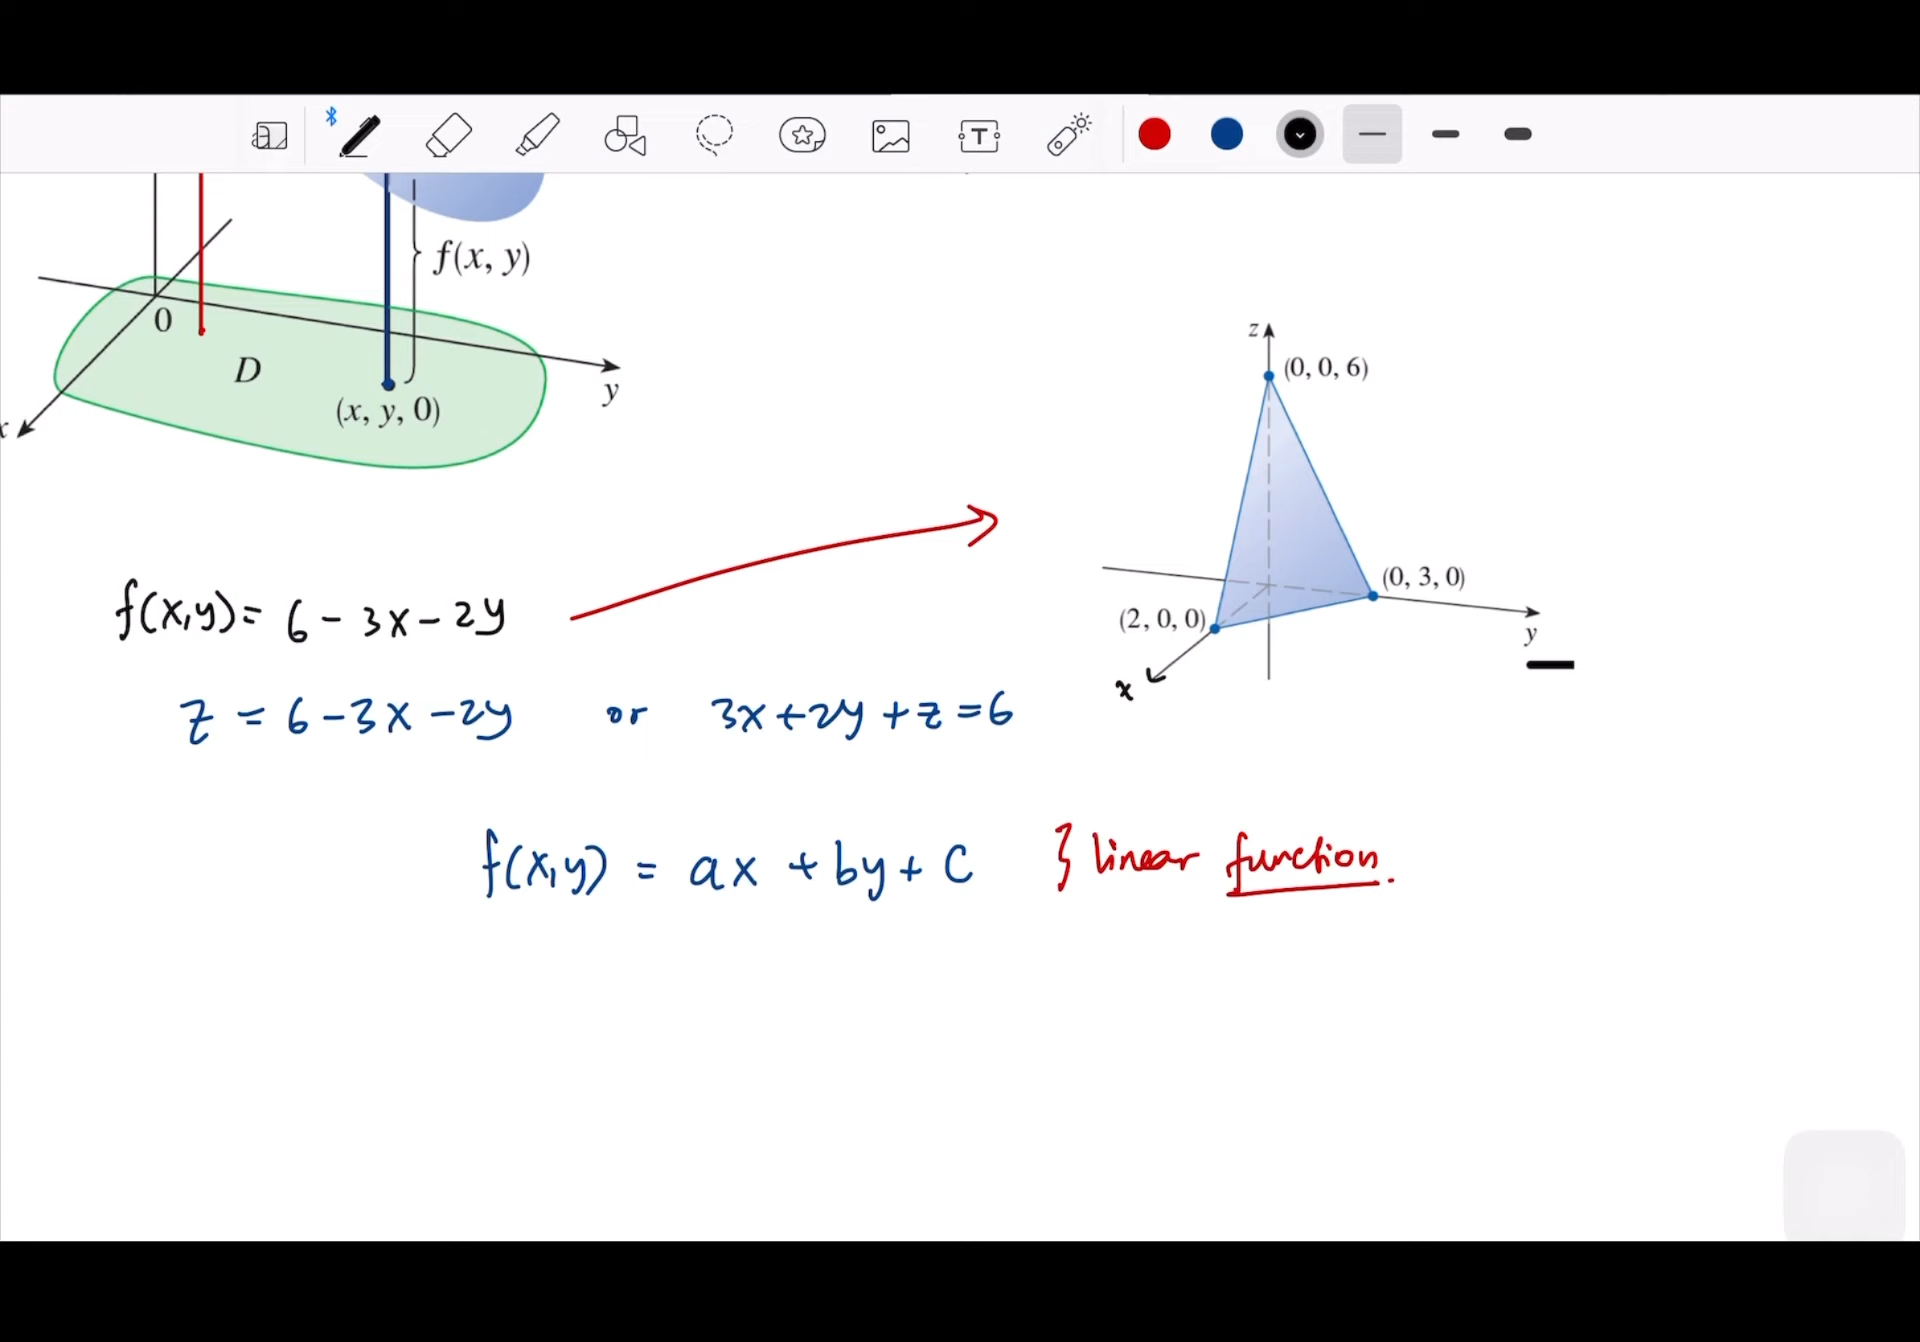 f(x, y)
0
D
(x, y, 0)
y
x
z
(0, 0, 6)
(0, 3, 0)
(2, 0, 0)
y
x
f(x,y) = 6 - 3x - 2y
z = 6 - 3x - 2y or 3x + 2y + z = 6
f(x,y) = ax + by + c } linear function.